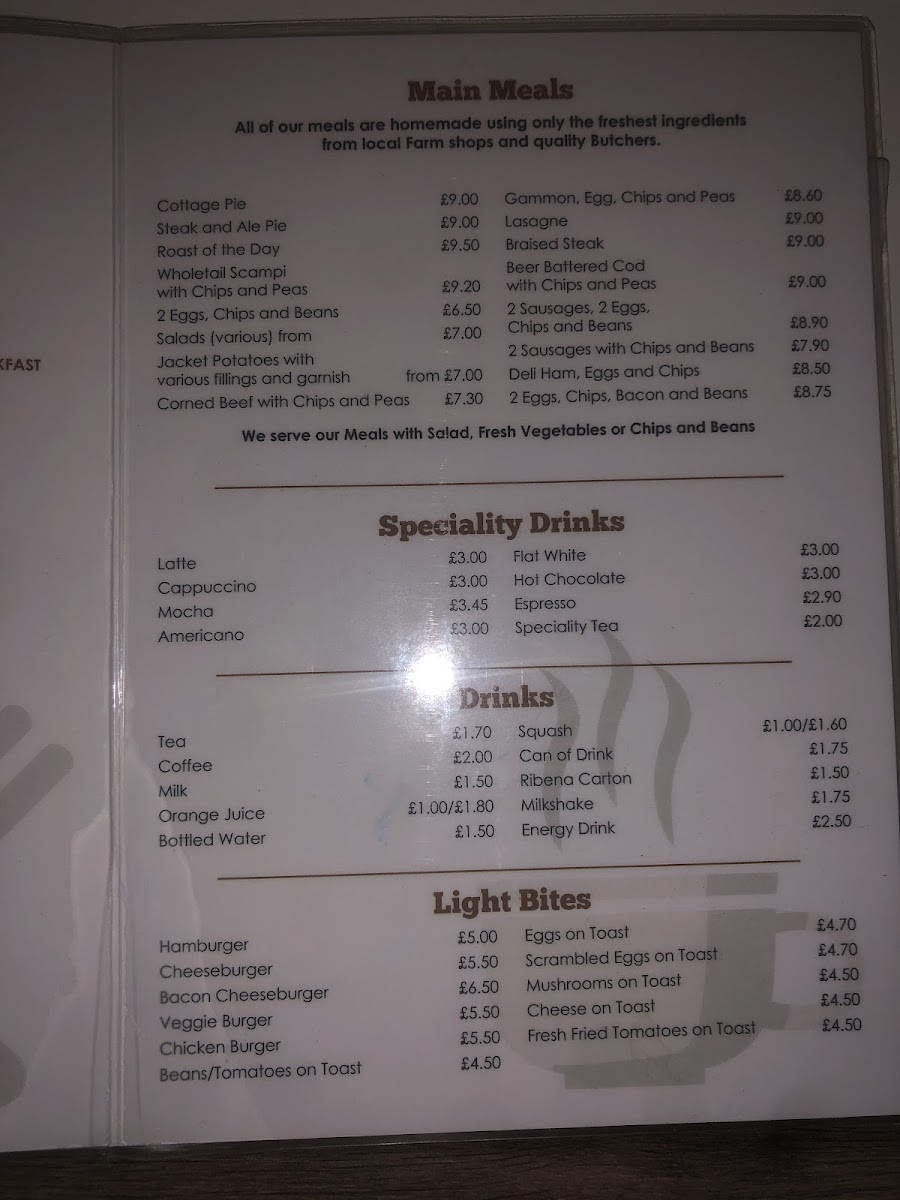 KFAST
Main Meals
All of our meals are homemade using only the freshest ingredients
from local Farm shops and quality Butchers.
Cottage Pie £9.00
Steak and Ale Pie £9.00
Roast of the Day £9.50
Wholetail Scampi
with Chips and Peas £9.20
2 Eggs, Chips and Beans £6.50
Salads (various) from £7.00
Jacket Potatoes with
various fillings and garnish from £7.00
Corned Beef with Chips and Peas £7.30
Gammon, Egg, Chips and Peas £8.60
Lasagne £9.00
Braised Steak £9.00
Beer Battered Cod
with Chips and Peas £9.00
2 Sausages, 2 Eggs,
Chips and Beans £8.90
2 Sausages with Chips and Beans £7.90
Deli Ham, Eggs and Chips £8.50
2 Eggs, Chips, Bacon and Beans £8.75
We serve our Meals with Salad, Fresh Vegetables or Chips and Beans
Speciality Drinks
Latte £3.00
Cappuccino £3.00
Mocha £3.45
Americano £3.00
Flat White £3.00
Hot Chocolate £3.00
Espresso £2.90
Speciality Tea £2.00
Drinks
Tea £1.70
Coffee £2.00
Milk £1.50
Orange Juice £1.00/£1.80
Bottled Water £1.50
Squash £1.00/£1.60
Can of Drink £1.75
Ribena Carton £1.50
Milkshake £1.75
Energy Drink £2.50
Light Bites
Hamburger £5.00
Cheeseburger £5.50
Bacon Cheeseburger £6.50
Veggie Burger £5.50
Chicken Burger £5.50
Beans/Tomatoes on Toast £4.50
Eggs on Toast £4.70
Scrambled Eggs on Toast £4.70
Mushrooms on Toast £4.50
Cheese on Toast £4.50
Fresh Fried Tomatoes on Toast £4.50